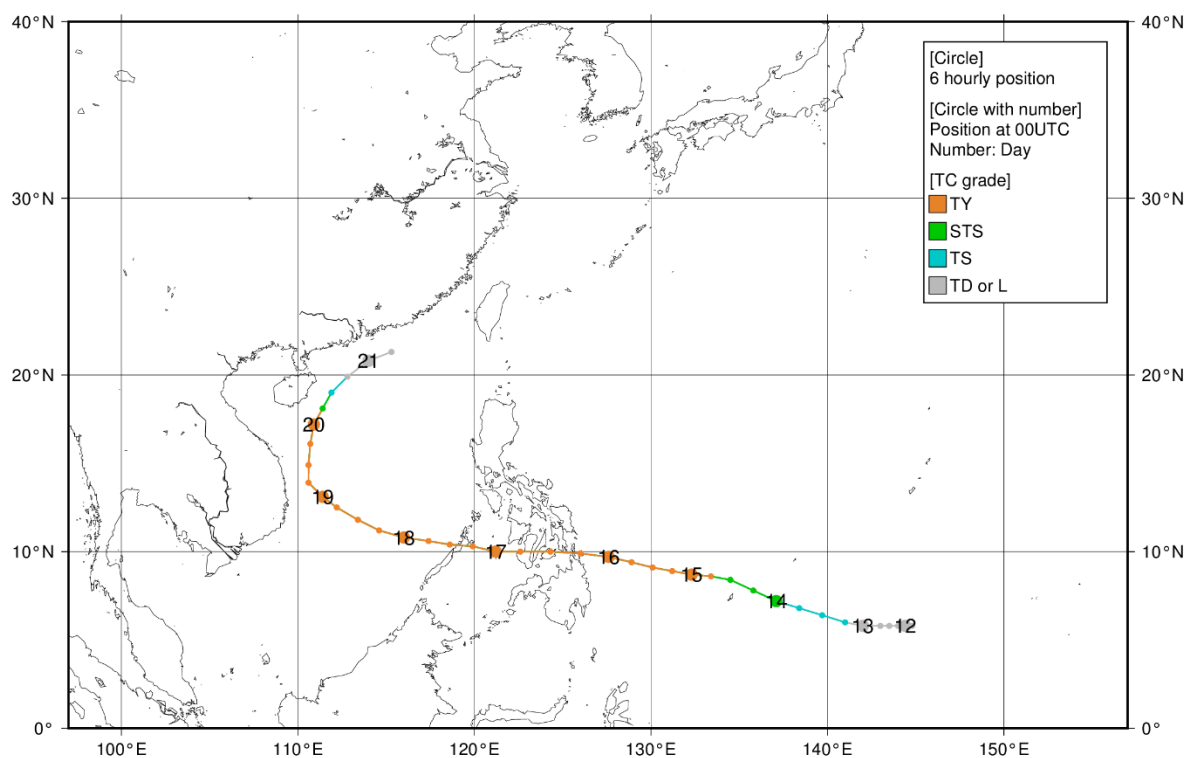 40°N
40°N
[Circle]
6 hourly position
[Circle with number]
Position at 00UTC
Number: Day
[TC grade]
TY
STS
TS
TD or L
30°N
30°N
20°N
21
20°N
20
19
18
17
16
15
14
13
12
10°N
10°N
0°
0°
100°E
110°E
120°E
130°E
140°E
150°E